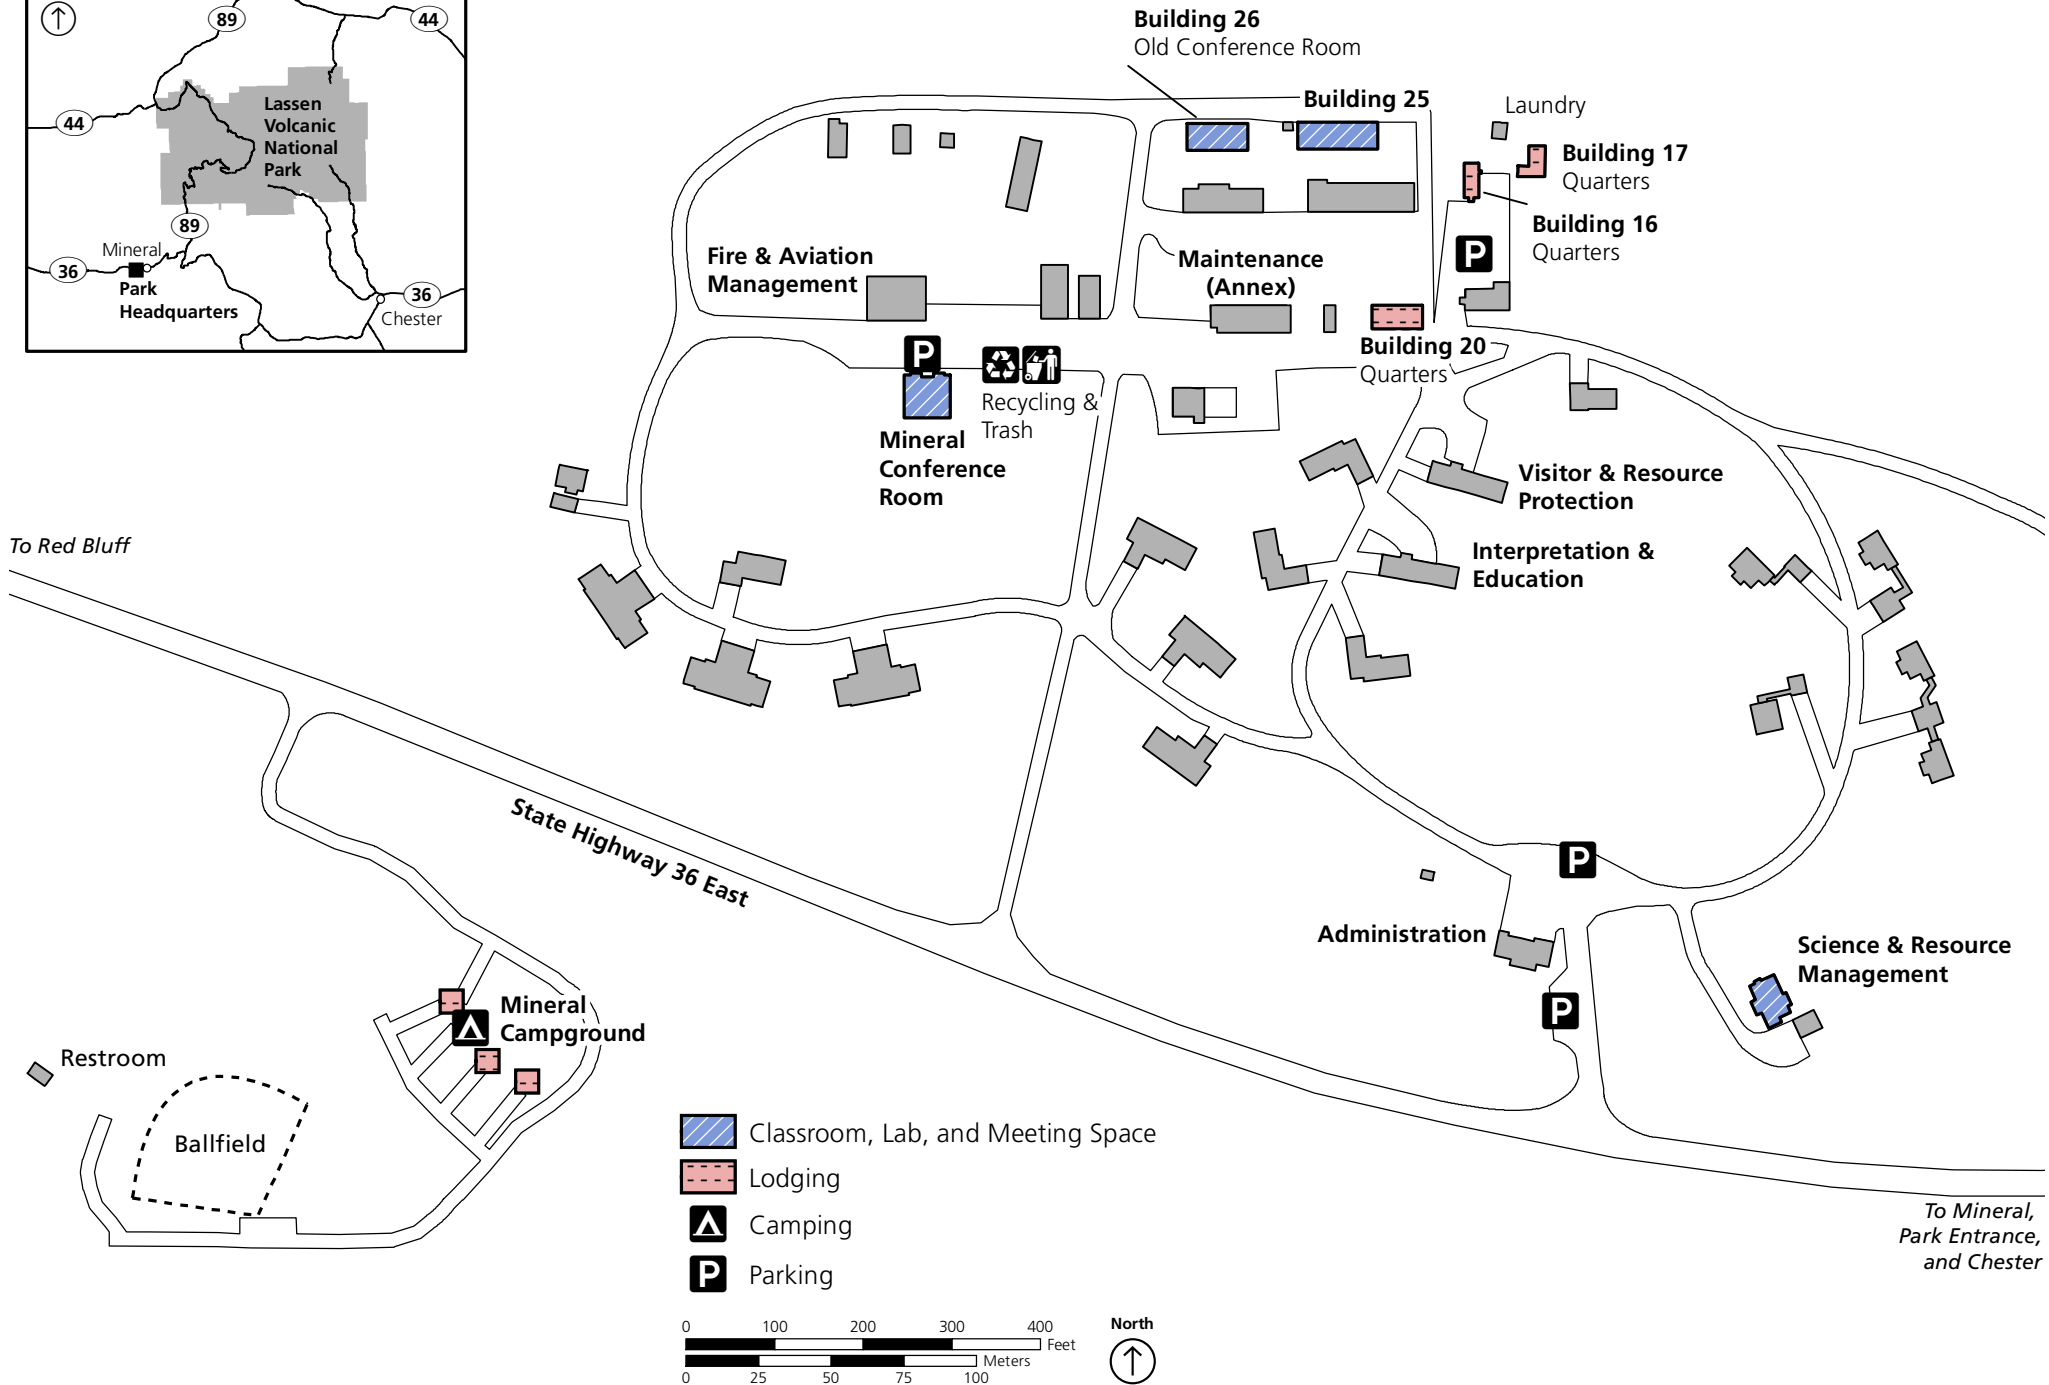 89
44
Lassen
Volcanic
National
Park
44
89
Mineral
36
Park
Headquarters
36
Chester
Building 26
Old Conference Room
Building 25
Laundry
Building 17
Quarters
Building 16
Quarters
P
Fire & Aviation
Management
Maintenance
(Annex)
Building 20
Quarters
P
Recycling &
Trash
Mineral
Conference
Room
Visitor & Resource
Protection
Interpretation &
Education
To Red Bluff
State Highway 36 East
P
Administration
Science & Resource
Management
P
Mineral
Campground
Restroom
Ballfield
Classroom, Lab, and Meeting Space
Lodging
Camping
P Parking
To Mineral,
Park Entrance,
and Chester
0 100 200 300 400
Feet
Meters
0 25 50 75 100
North